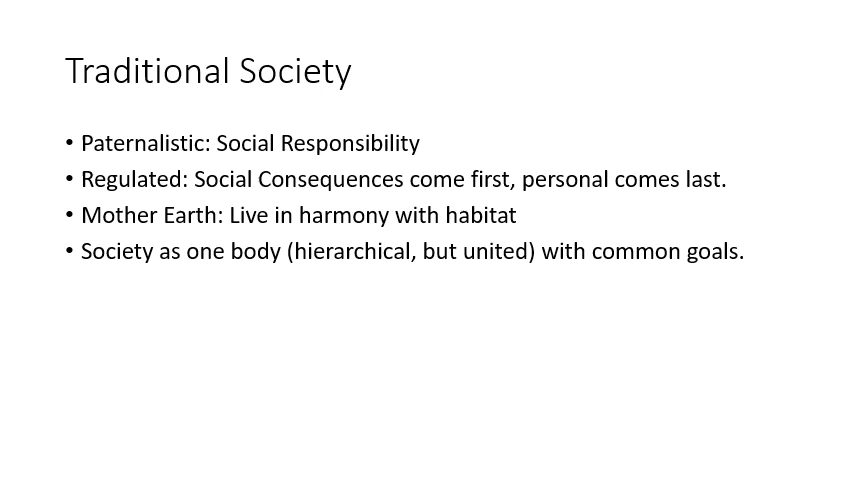 Traditional Society
• Paternalistic: Social Responsibility
• Regulated: Social Consequences come first, personal comes last.
• Mother Earth: Live in harmony with habitat
• Society as one body (hierarchical, but united) with common goals.